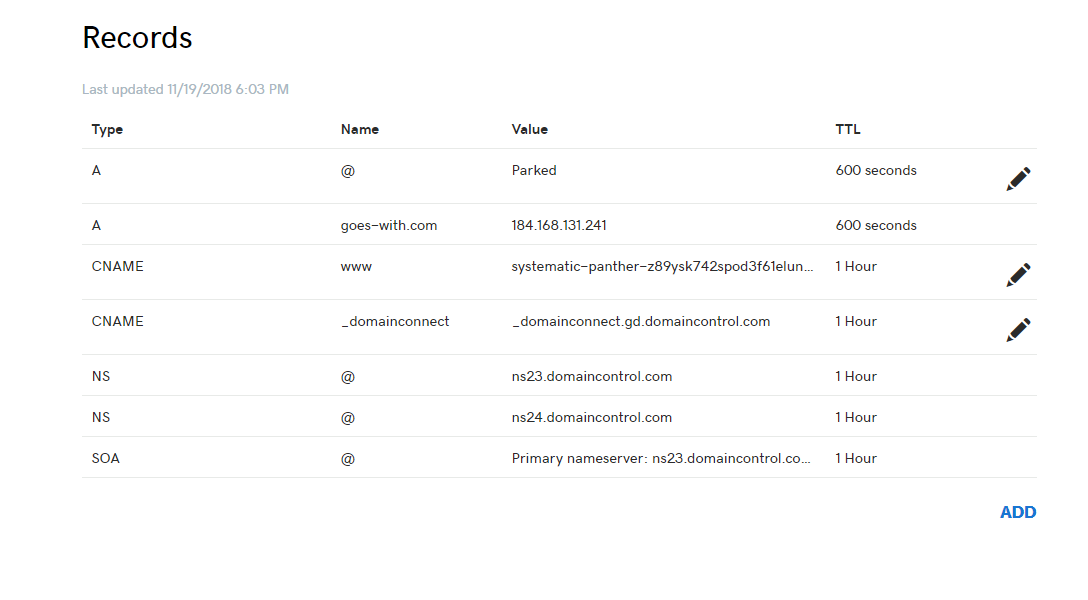 Records
Last updated 11/19/2018 6:03 PM
Type Name Value TTL
A @ Parked 600 seconds
A goes-with.com 184.168.131.241 600 seconds
CNAME www systematic-panther-z89ysk742spod3f61elun... 1 Hour
CNAME _domainconnect _domainconnect.gd.domaincontrol.com 1 Hour
NS @ ns23.domaincontrol.com 1 Hour
NS @ ns24.domaincontrol.com 1 Hour
SOA @ Primary nameserver: ns23.domaincontrol.co... 1 Hour
ADD